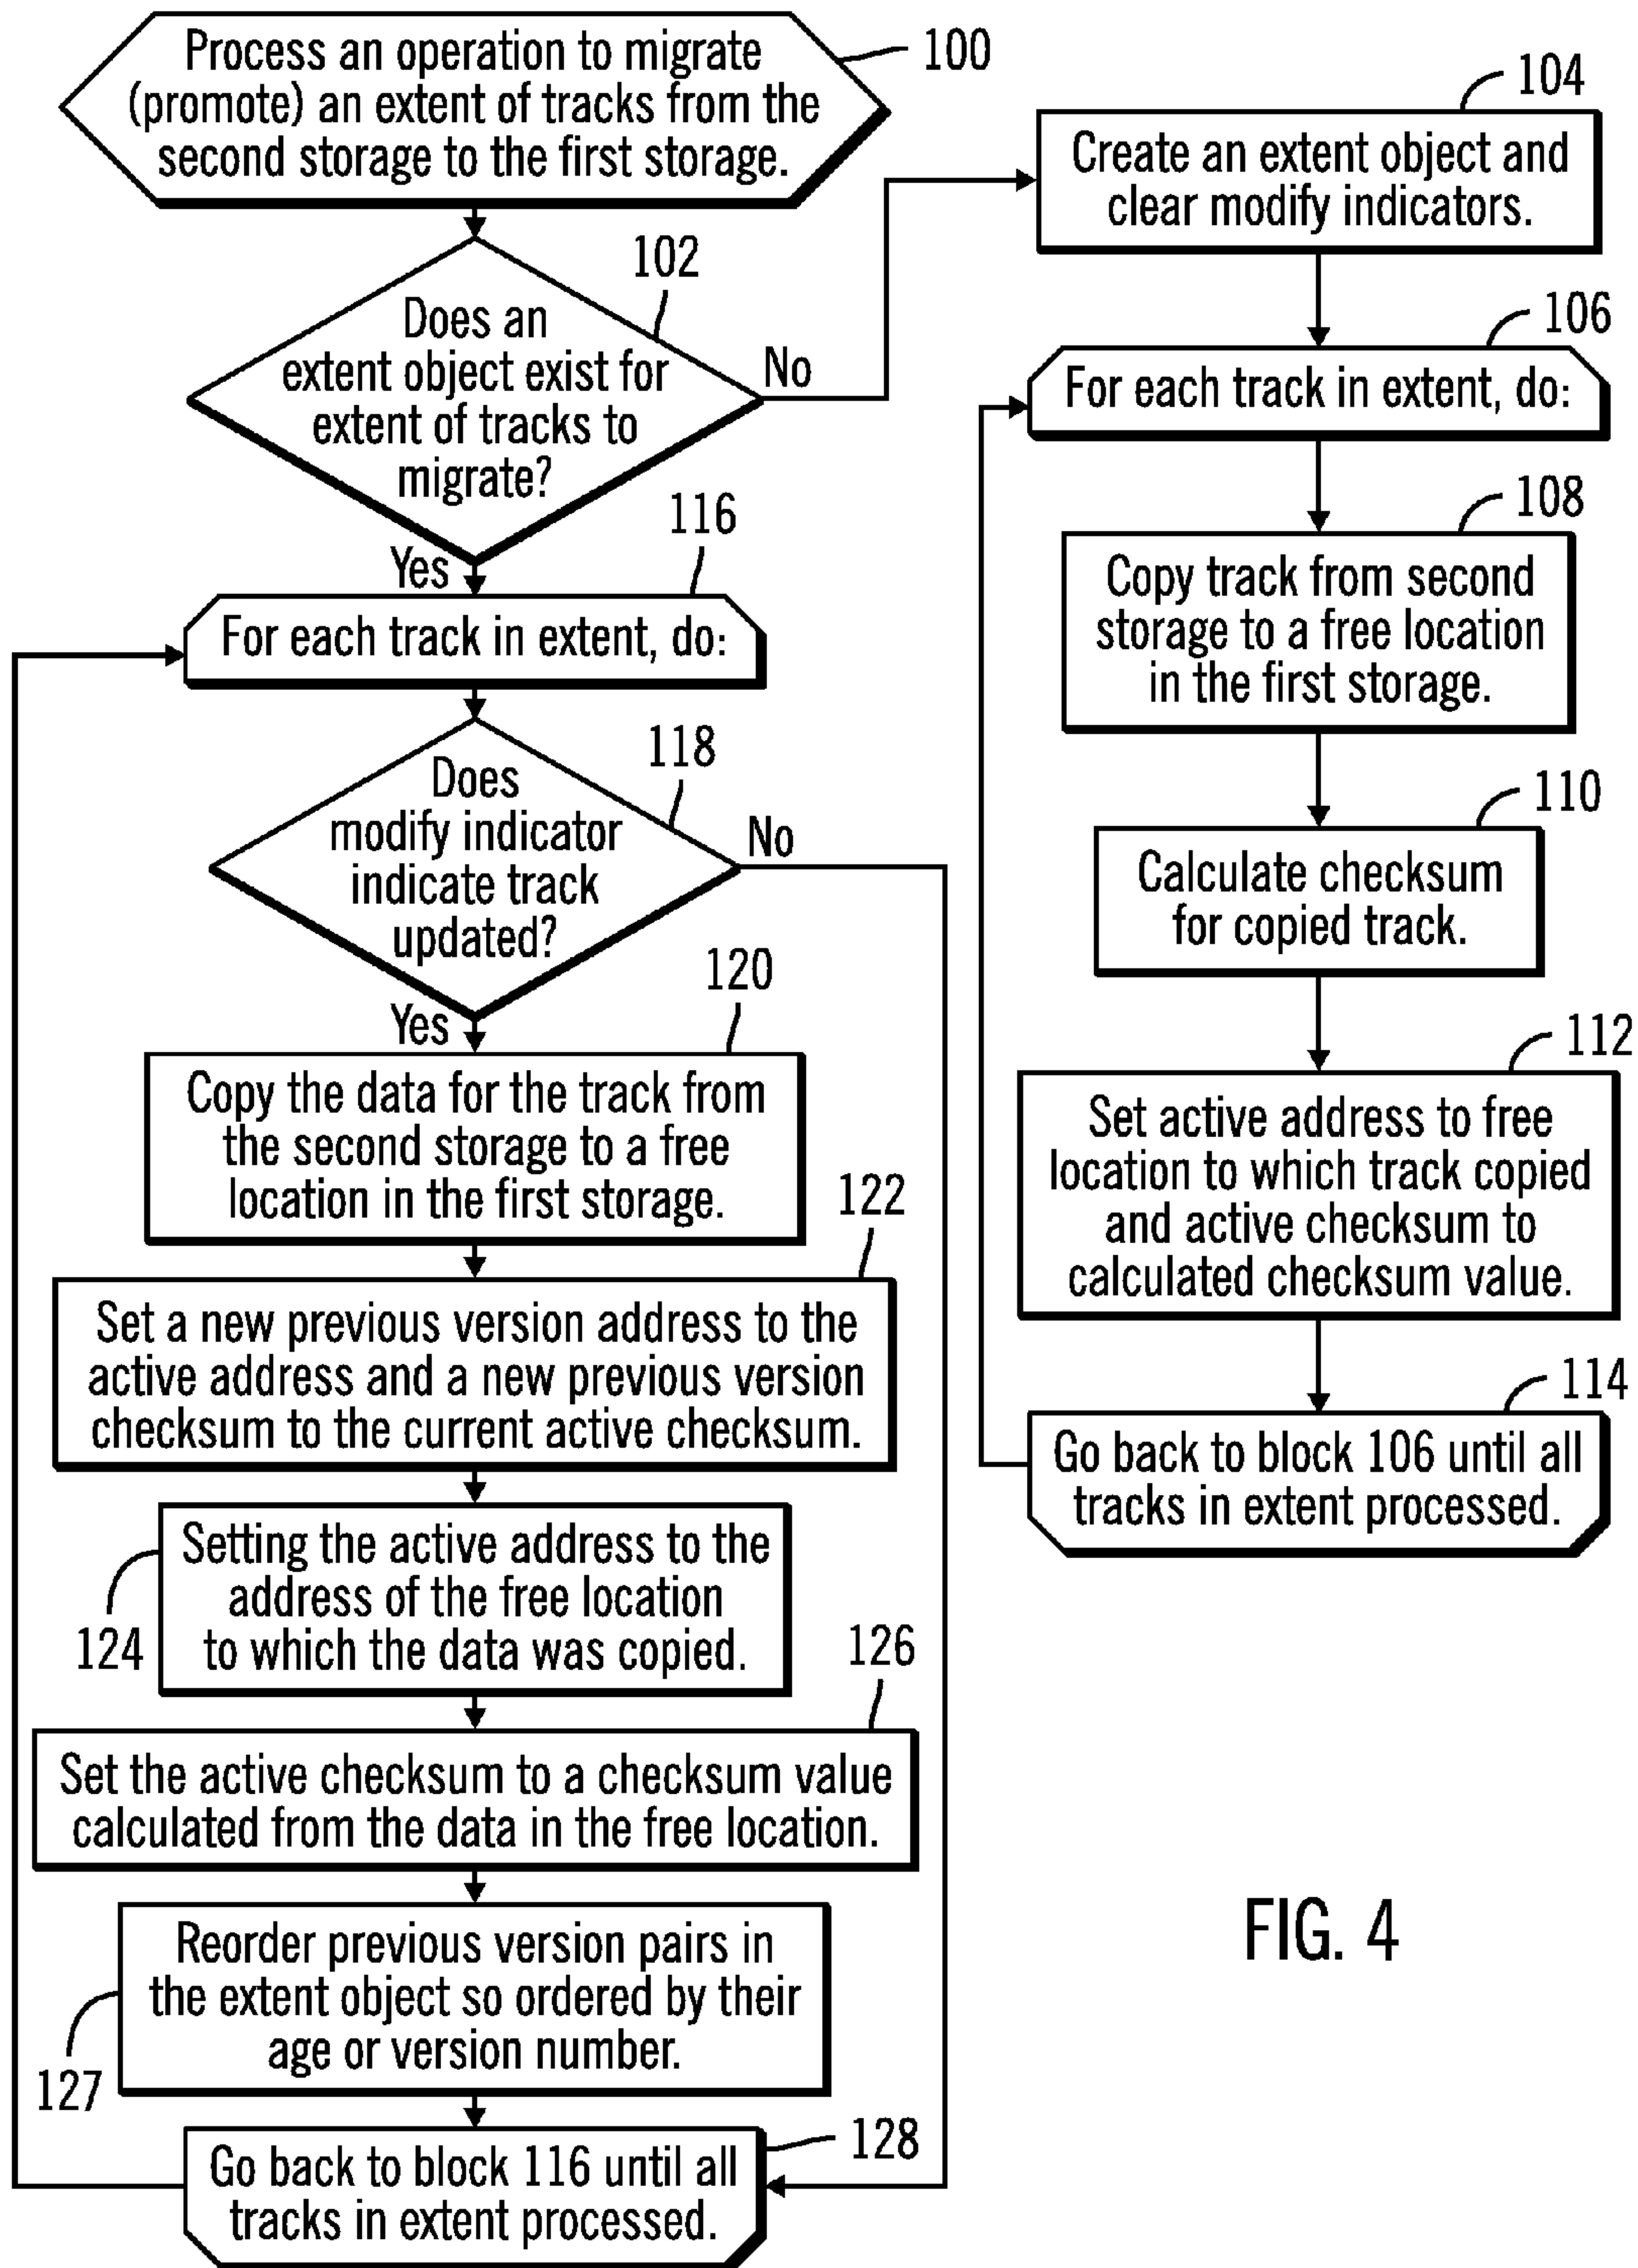 Process an operation to migrate
(promote) an extent of tracks from the
second storage to the first storage.
100
102
Does an
extent object exist for
extent of tracks to
migrate?
No
Yes
116
For each track in extent, do:
118
Does
modify indicator
indicate track
updated?
No
Yes
120
Copy the data for the track from
the second storage to a free
location in the first storage.
122
Set a new previous version address to the
active address and a new previous version
checksum to the current active checksum.
Setting the active address to the
address of the free location
to which the data was copied.
124
126
Set the active checksum to a checksum value
calculated from the data in the free location.
Reorder previous version pairs in
the extent object so ordered by their
age or version number.
127
128
Go back to block 116 until all
tracks in extent processed.
104
Create an extent object and
clear modify indicators.
106
For each track in extent, do:
108
Copy track from second
storage to a free location
in the first storage.
110
Calculate checksum
for copied track.
112
Set active address to free
location to which track copied
and active checksum to
calculated checksum value.
114
Go back to block 106 until all
tracks in extent processed.
FIG. 4